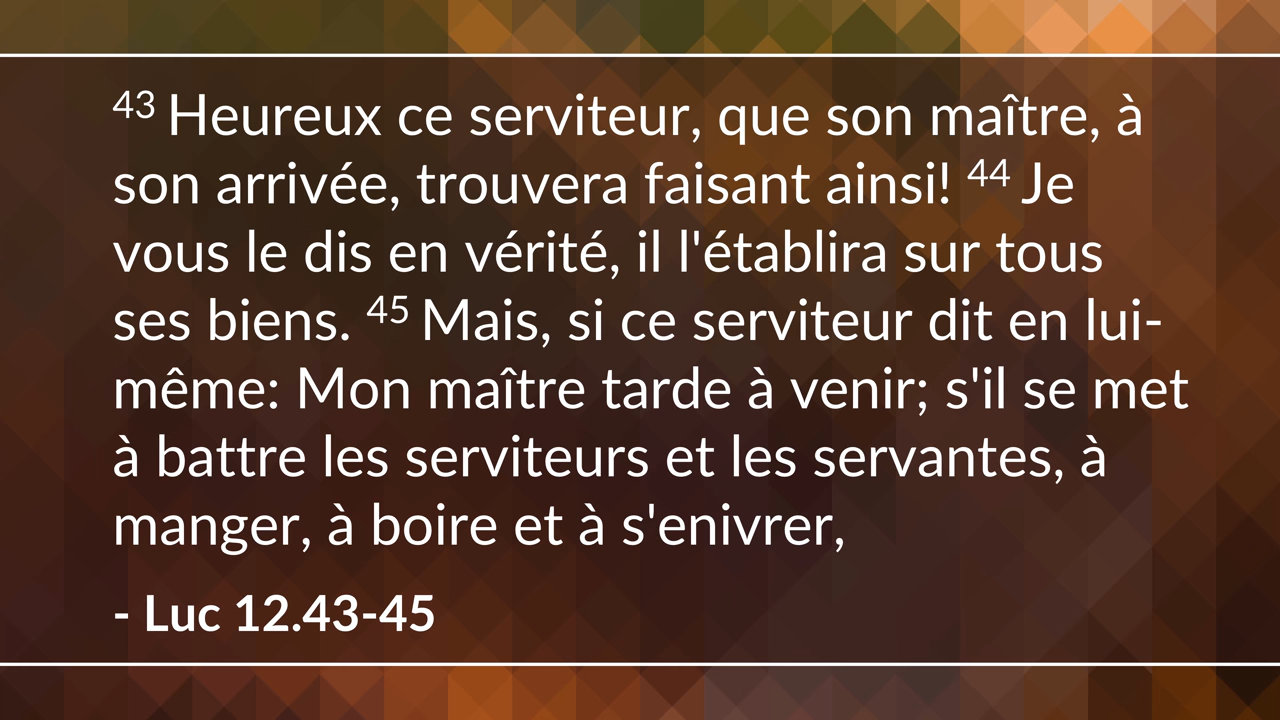 43 Heureux ce serviteur, que son maître, à
son arrivée, trouvera faisant ainsi! 44 Je
vous le dis en vérité, il l'établira sur tous
ses biens. 45 Mais, si ce serviteur dit en lui-
même: Mon maître tarde à venir; s'il se met
à battre les serviteurs et les servantes, à
manger, à boire et à s'enivrer,
- Luc 12.43-45